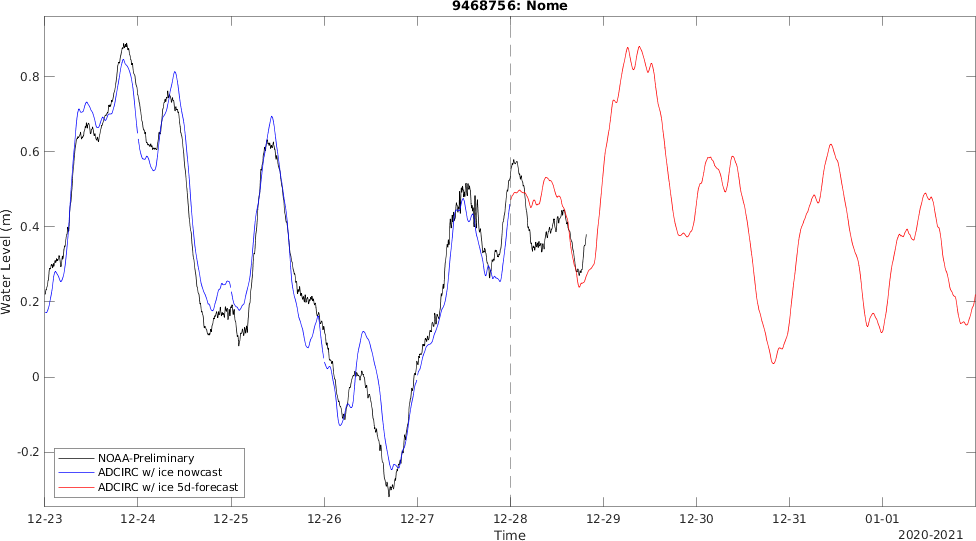 9468756: Nome
Water Level (m)
0.8
0.6
0.4
0.2
0
-0.2
NOAA-Preliminary
ADCIRC w/ ice nowcast
ADCIRC w/ ice 5d-forecast
12-23 12-24 12-25 12-26 12-27 12-28 12-29 12-30 12-31 01-01
Time
2020-2021